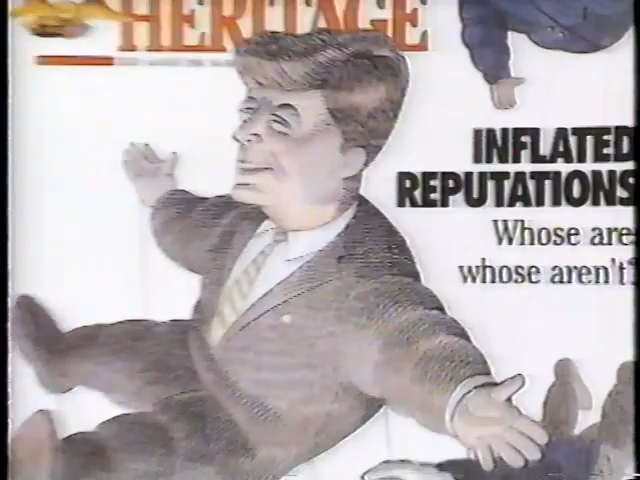 HERITAGE
INFLATED
REPUTATIONS
Whose are
whose aren't?